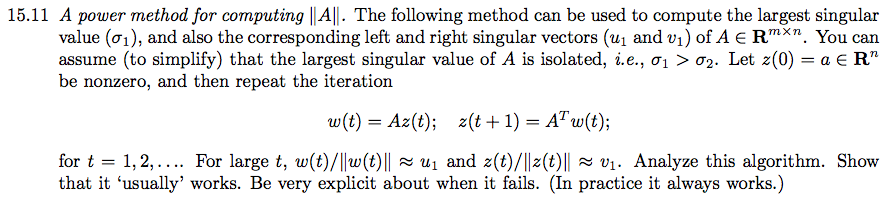 15.11 A power method for computing ‖A‖. The following method can be used to compute the largest singular
value (σ₁), and also the corresponding left and right singular vectors (u₁ and v₁) of A ∈ R^{m×n}. You can
assume (to simplify) that the largest singular value of A is isolated, i.e., σ₁ > σ₂. Let z(0) = a ∈ Rⁿ
be nonzero, and then repeat the iteration
w(t) = Az(t); z(t + 1) = Aᵀw(t);
for t = 1, 2, . . . . For large t, w(t)/‖w(t)‖ ≈ u₁ and z(t)/‖z(t)‖ ≈ v₁. Analyze this algorithm. Show
that it ‘usually’ works. Be very explicit about when it fails. (In practice it always works.)